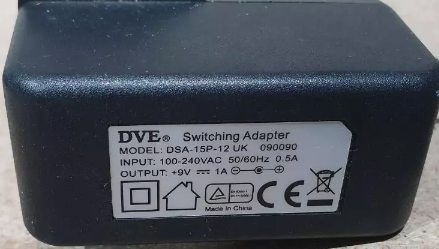 DVE® Switching Adapter
MODEL: DSA-15P-12 UK 090090
INPUT: 100-240VAC 50/60Hz 0.5A
OUTPUT: +9V ⎓ 1A
CE
Made In China